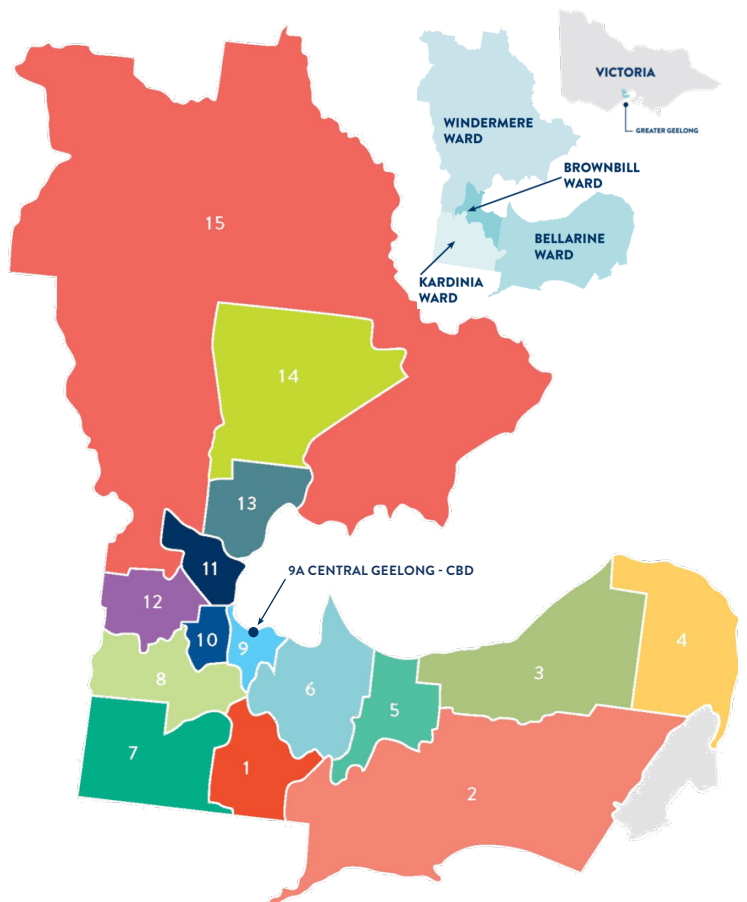 VICTORIA
GREATER GEELONG
WINDERMERE
WARD
BROWNBILL
WARD
BELLARINE
WARD
KARDINIA
WARD
15
14
13
11
9A CENTRAL GEELONG - CBD
12
10
9
4
3
8
6
5
7
1
2